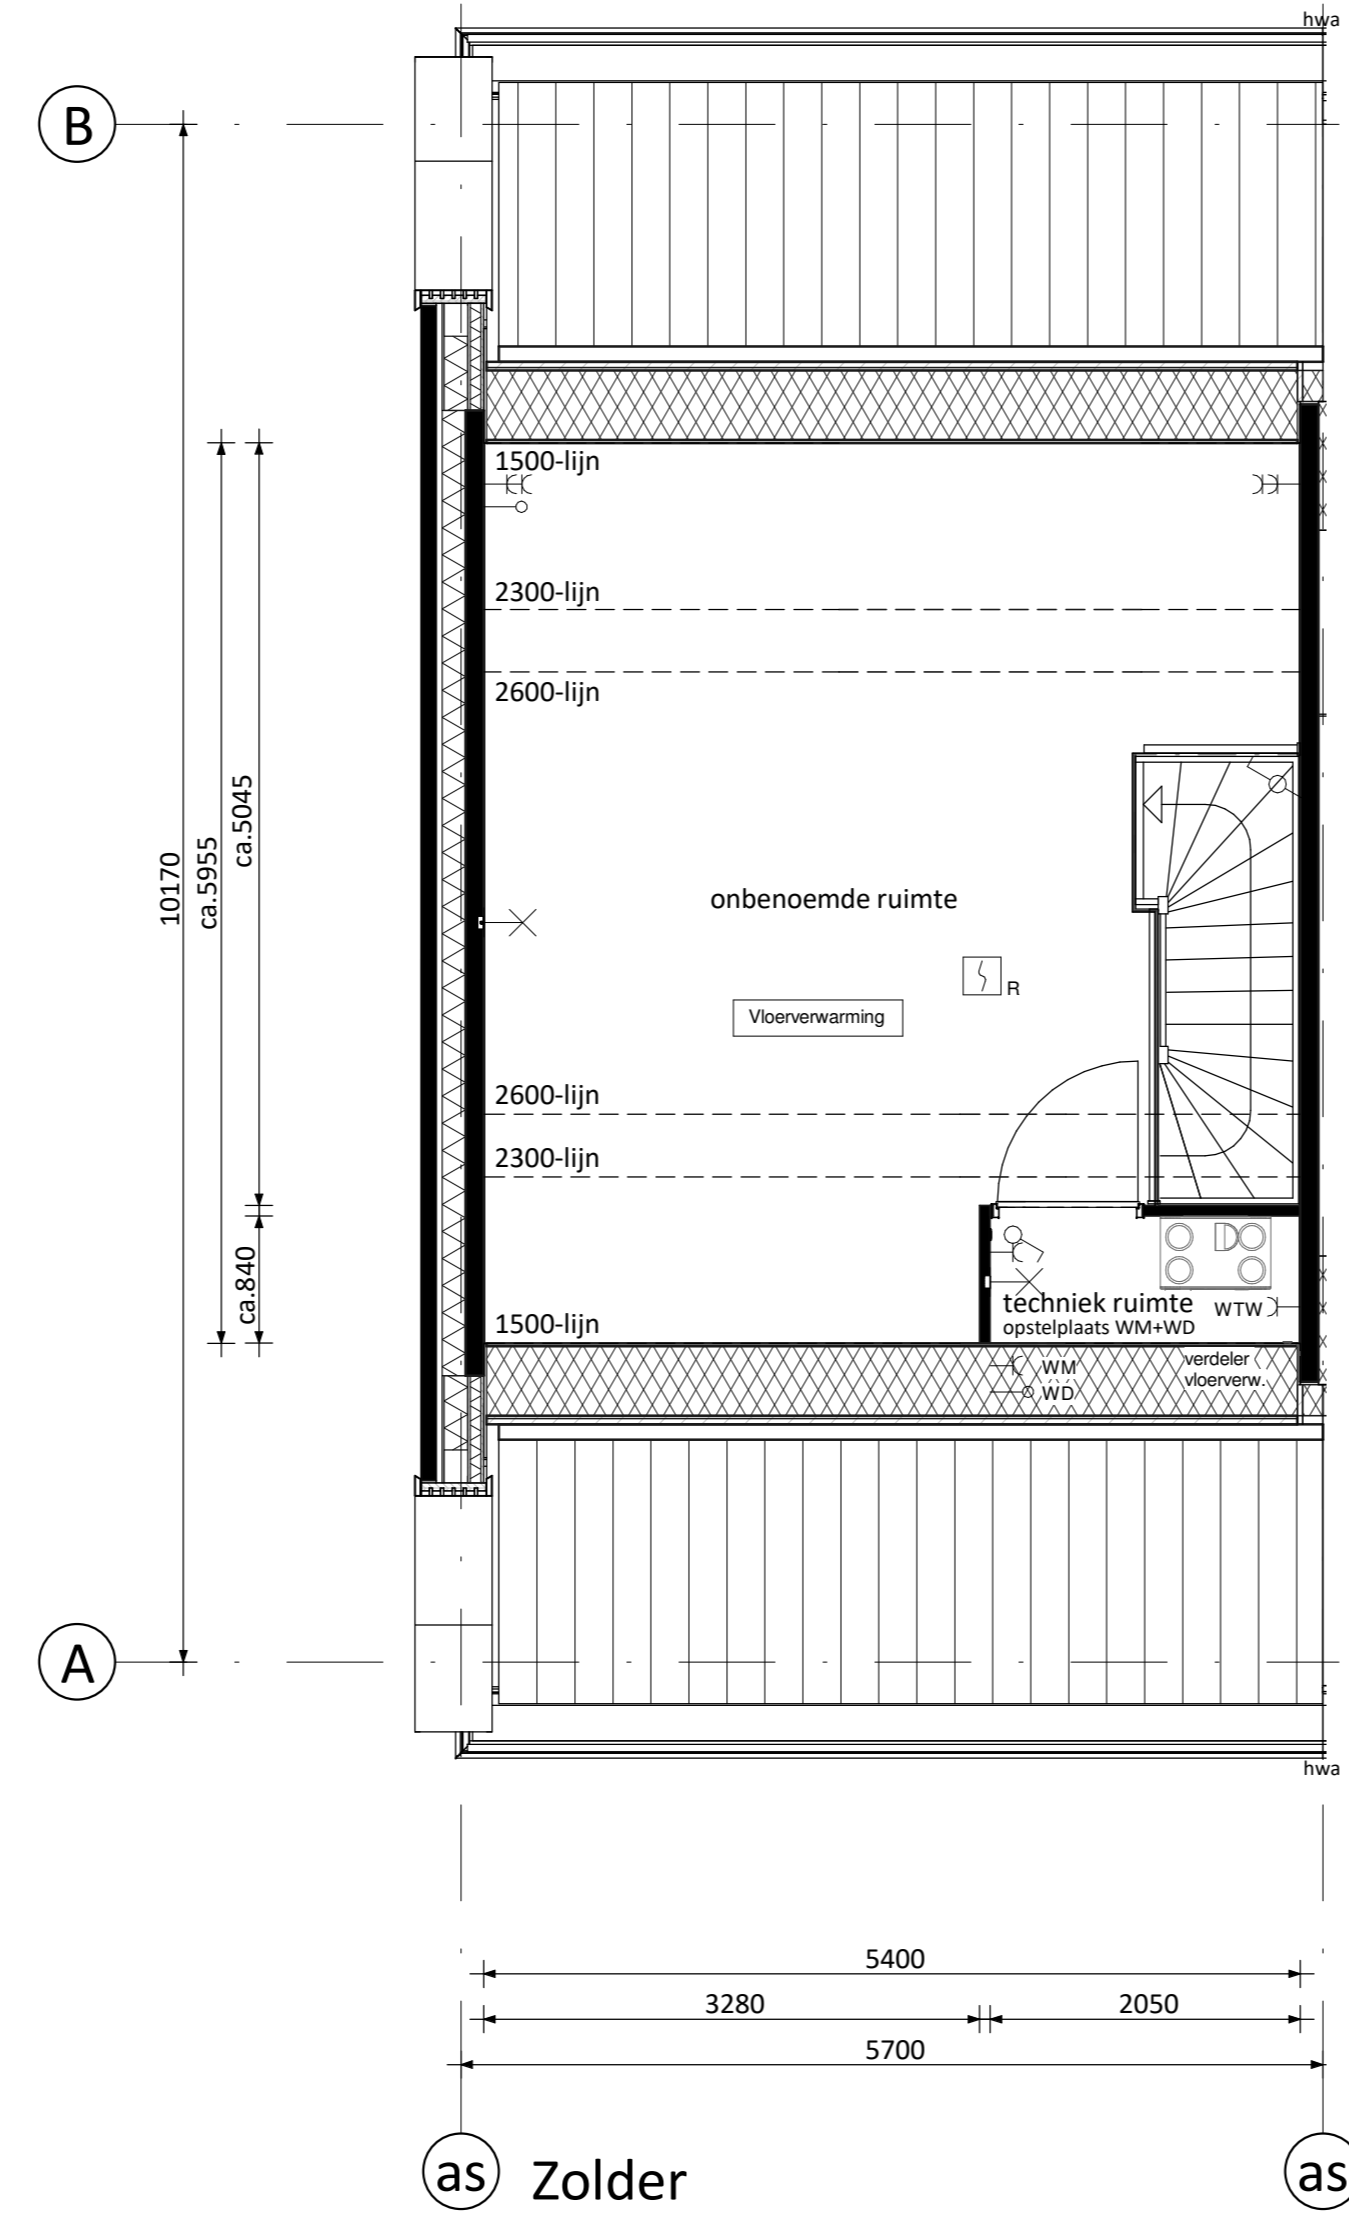 hwa
B
1500-lijn
2300-lijn
2600-lijn
10170
ca.5955
ca.5045
onbenoemde ruimte
R
Vloerverwarming
2600-lijn
2300-lijn
ca.840
techniek ruimte
opstelplaats WM+WD
WTW
1500-lijn
WM
WD
verdeler
vloerverw.
A
hwa
5400
3280
2050
5700
as
Zolder
as